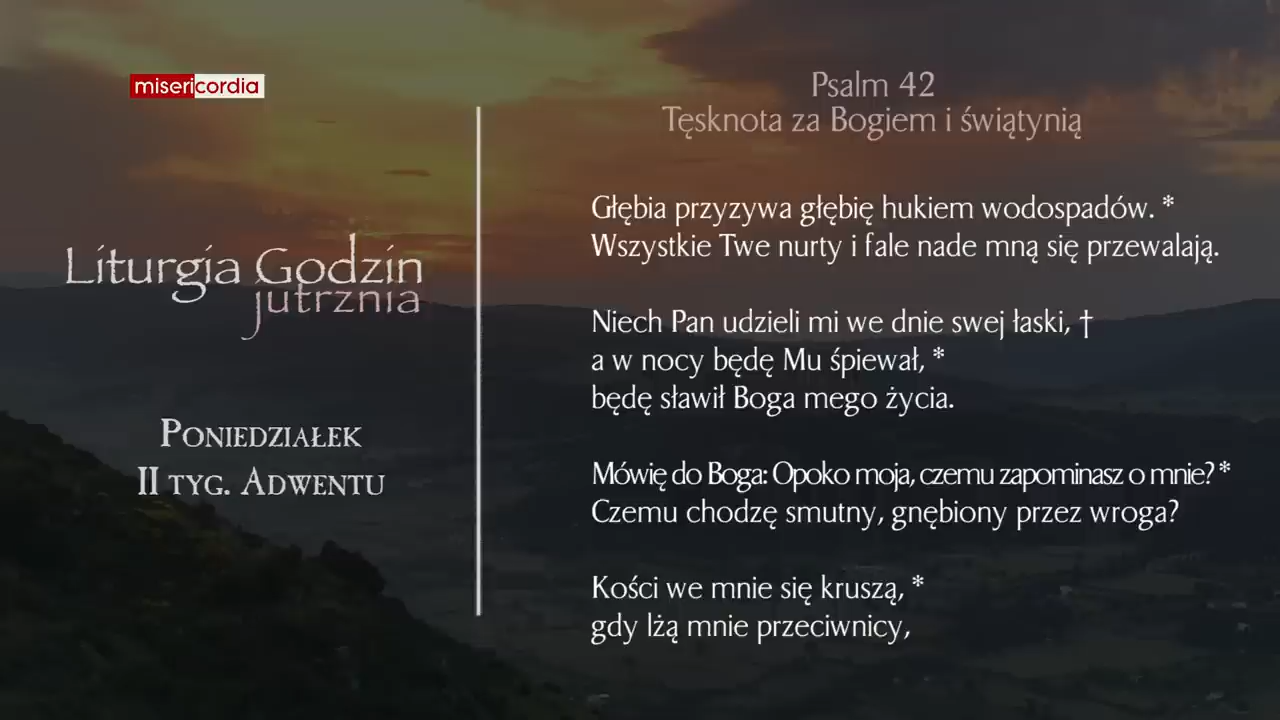 misericordia
Liturgia Godzin
jutrznia
Poniedziałek
II tyg. Adwentu
Psalm 42
Tęsknota za Bogiem i świątynią
Głębia przyzywa głębię hukiem wodospadów. *
Wszystkie Twe nurty i fale nade mną się przewalają.
Niech Pan udzieli mi we dnie swej łaski, †
a w nocy będę Mu śpiewał, *
będę sławił Boga mego życia.
Mówię do Boga: Opoko moja, czemu zapominasz o mnie? *
Czemu chodzę smutny, gnębiony przez wroga?
Kości we mnie się kruszą, *
gdy lżą mnie przeciwnicy,